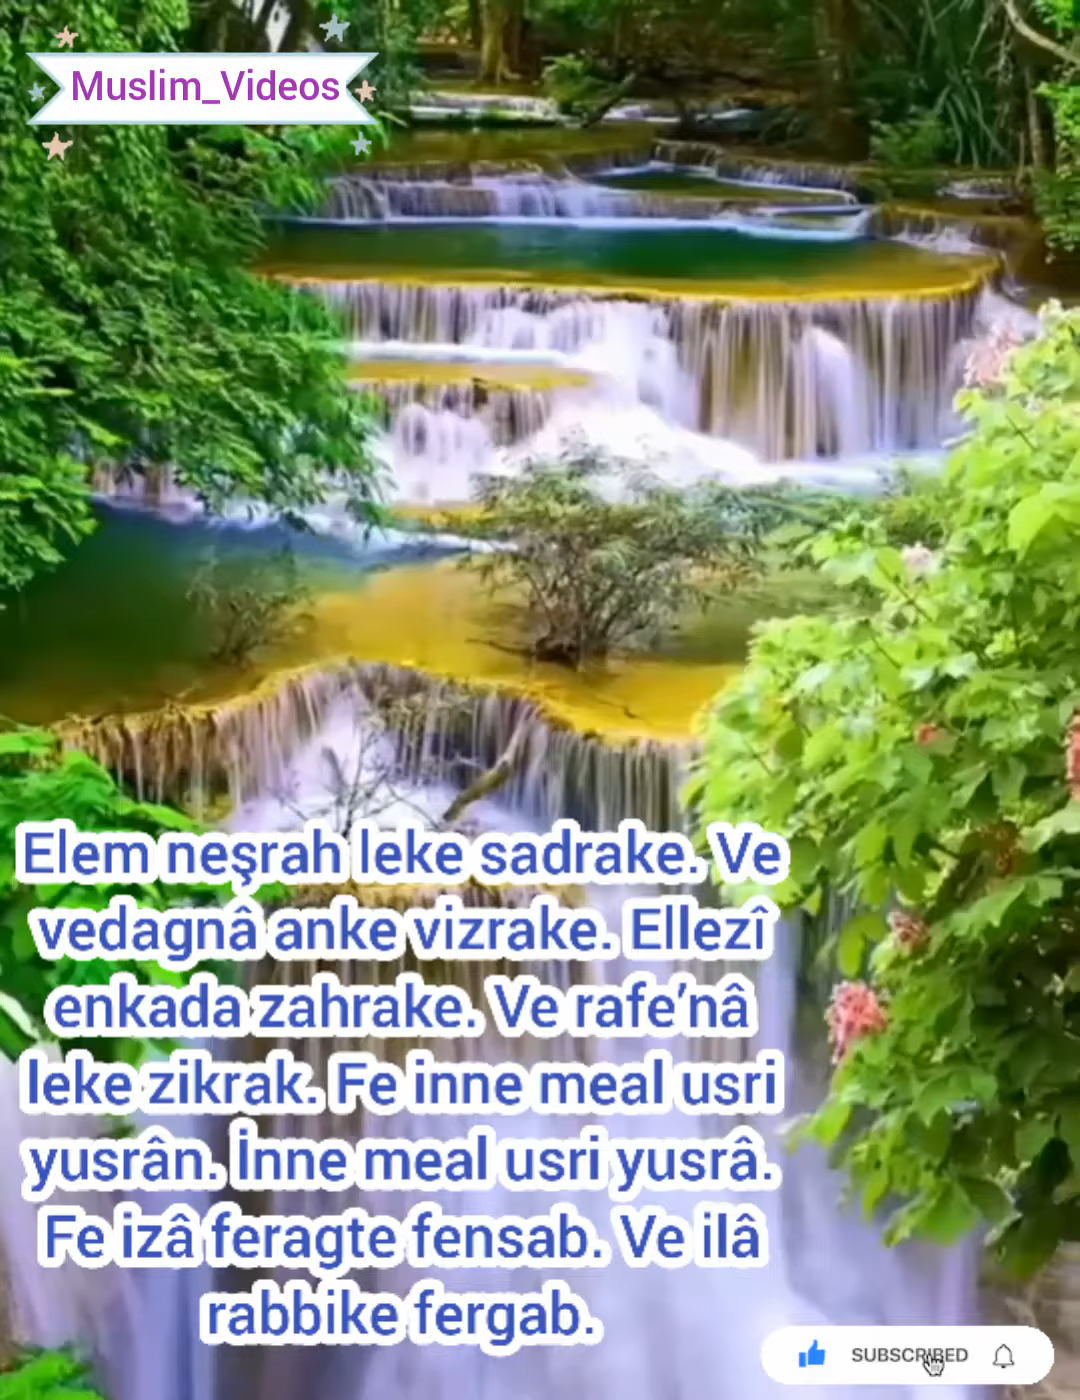 Muslim_Videos
Elem neşrah leke sadrake. Ve
vedagnâ anke vizrake. Ellezî
enkada zahrake. Ve rafe’nâ
leke zikrak. Fe inne meal usri
yusrân. İnne meal usri yusrâ.
Fe izâ feragte fensab. Ve ilâ
rabbike fergab.
SUBSCRIBED